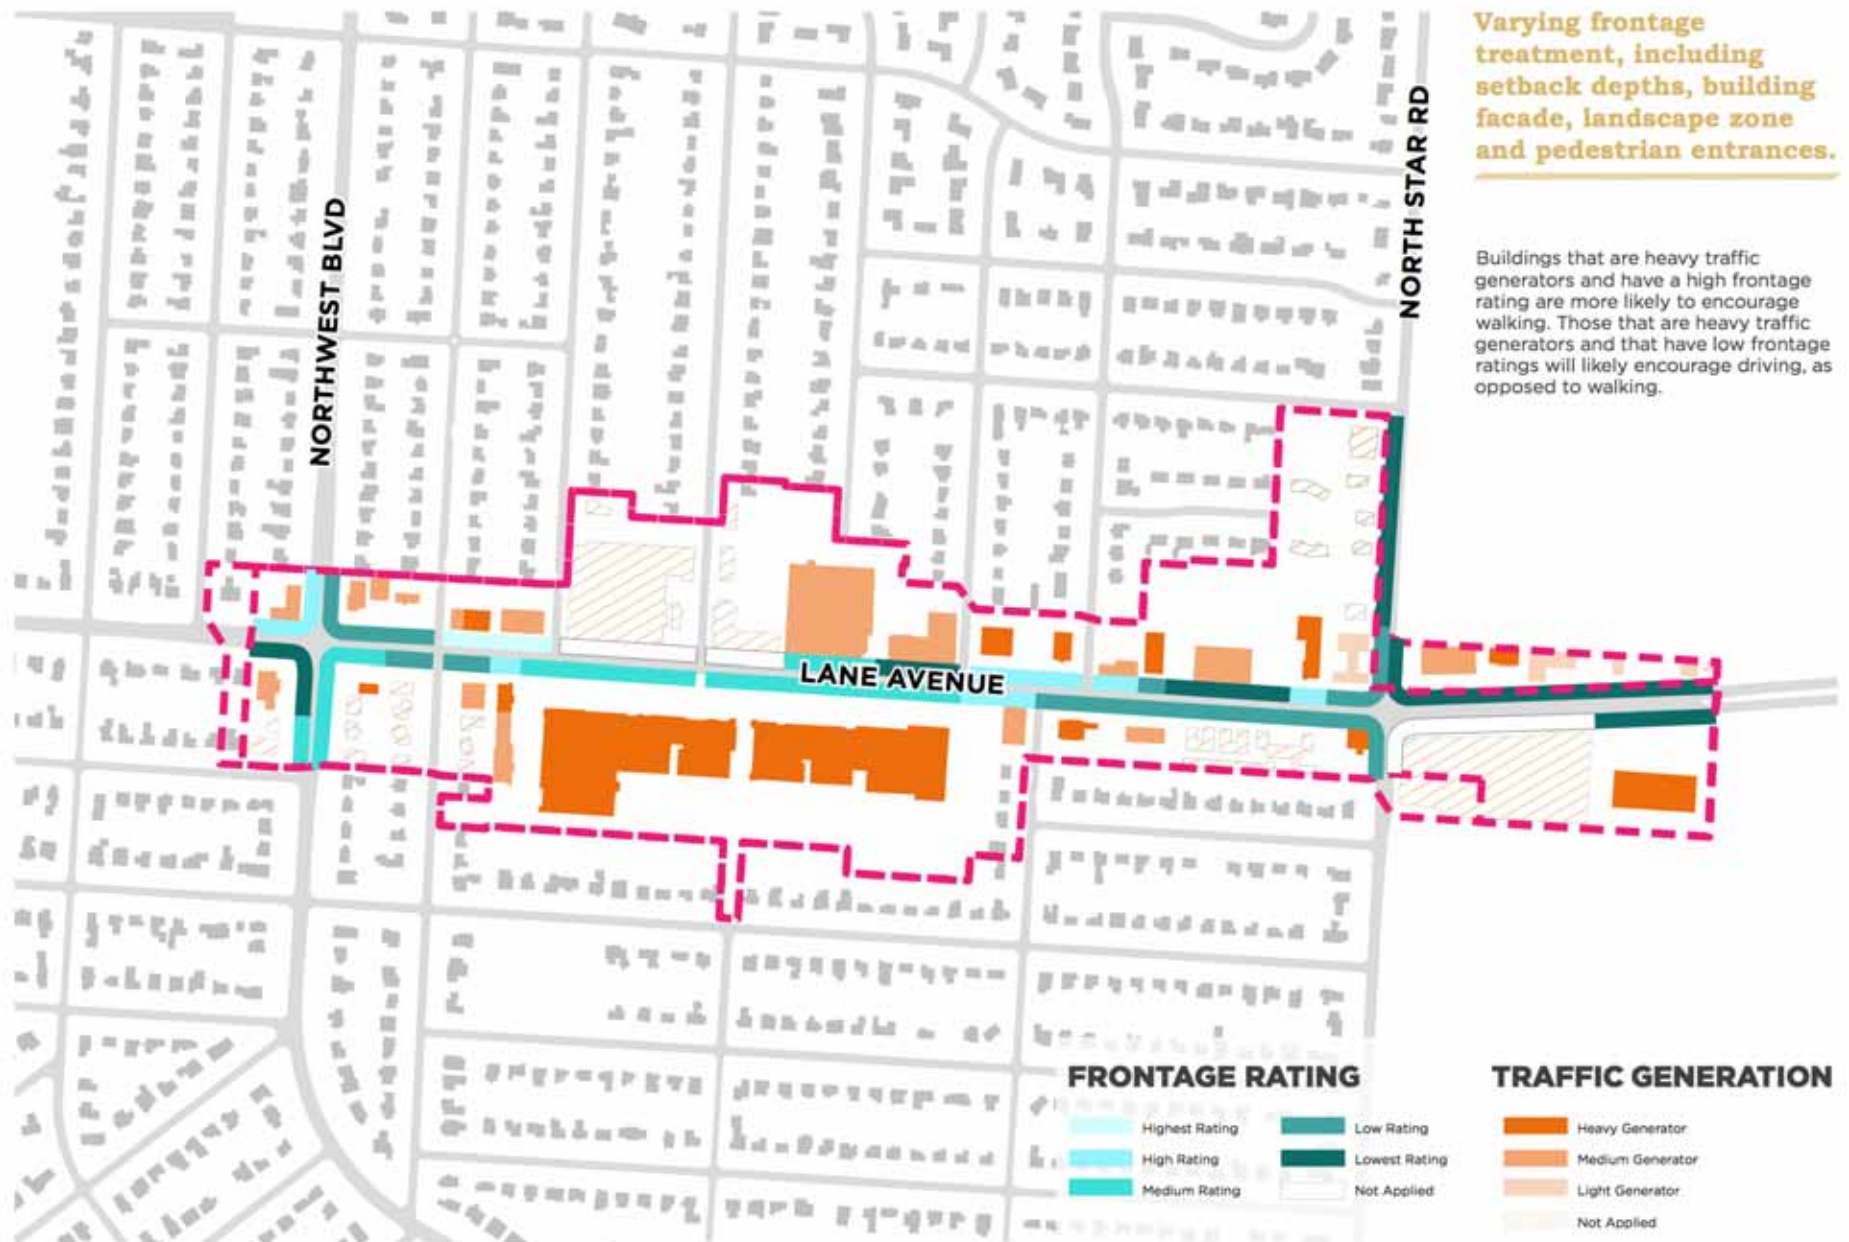 Varying frontage
treatment, including
setback depths, building
facade, landscape zone
and pedestrian entrances.
Buildings that are heavy traffic
generators and have a high frontage
rating are more likely to encourage
walking. Those that are heavy traffic
generators and that have low frontage
ratings will likely encourage driving, as
opposed to walking.
NORTHWEST BLVD
NORTH STAR RD
LANE AVENUE
FRONTAGE RATING
Highest Rating
High Rating
Medium Rating
Low Rating
Lowest Rating
Not Applied
TRAFFIC GENERATION
Heavy Generator
Medium Generator
Light Generator
Not Applied